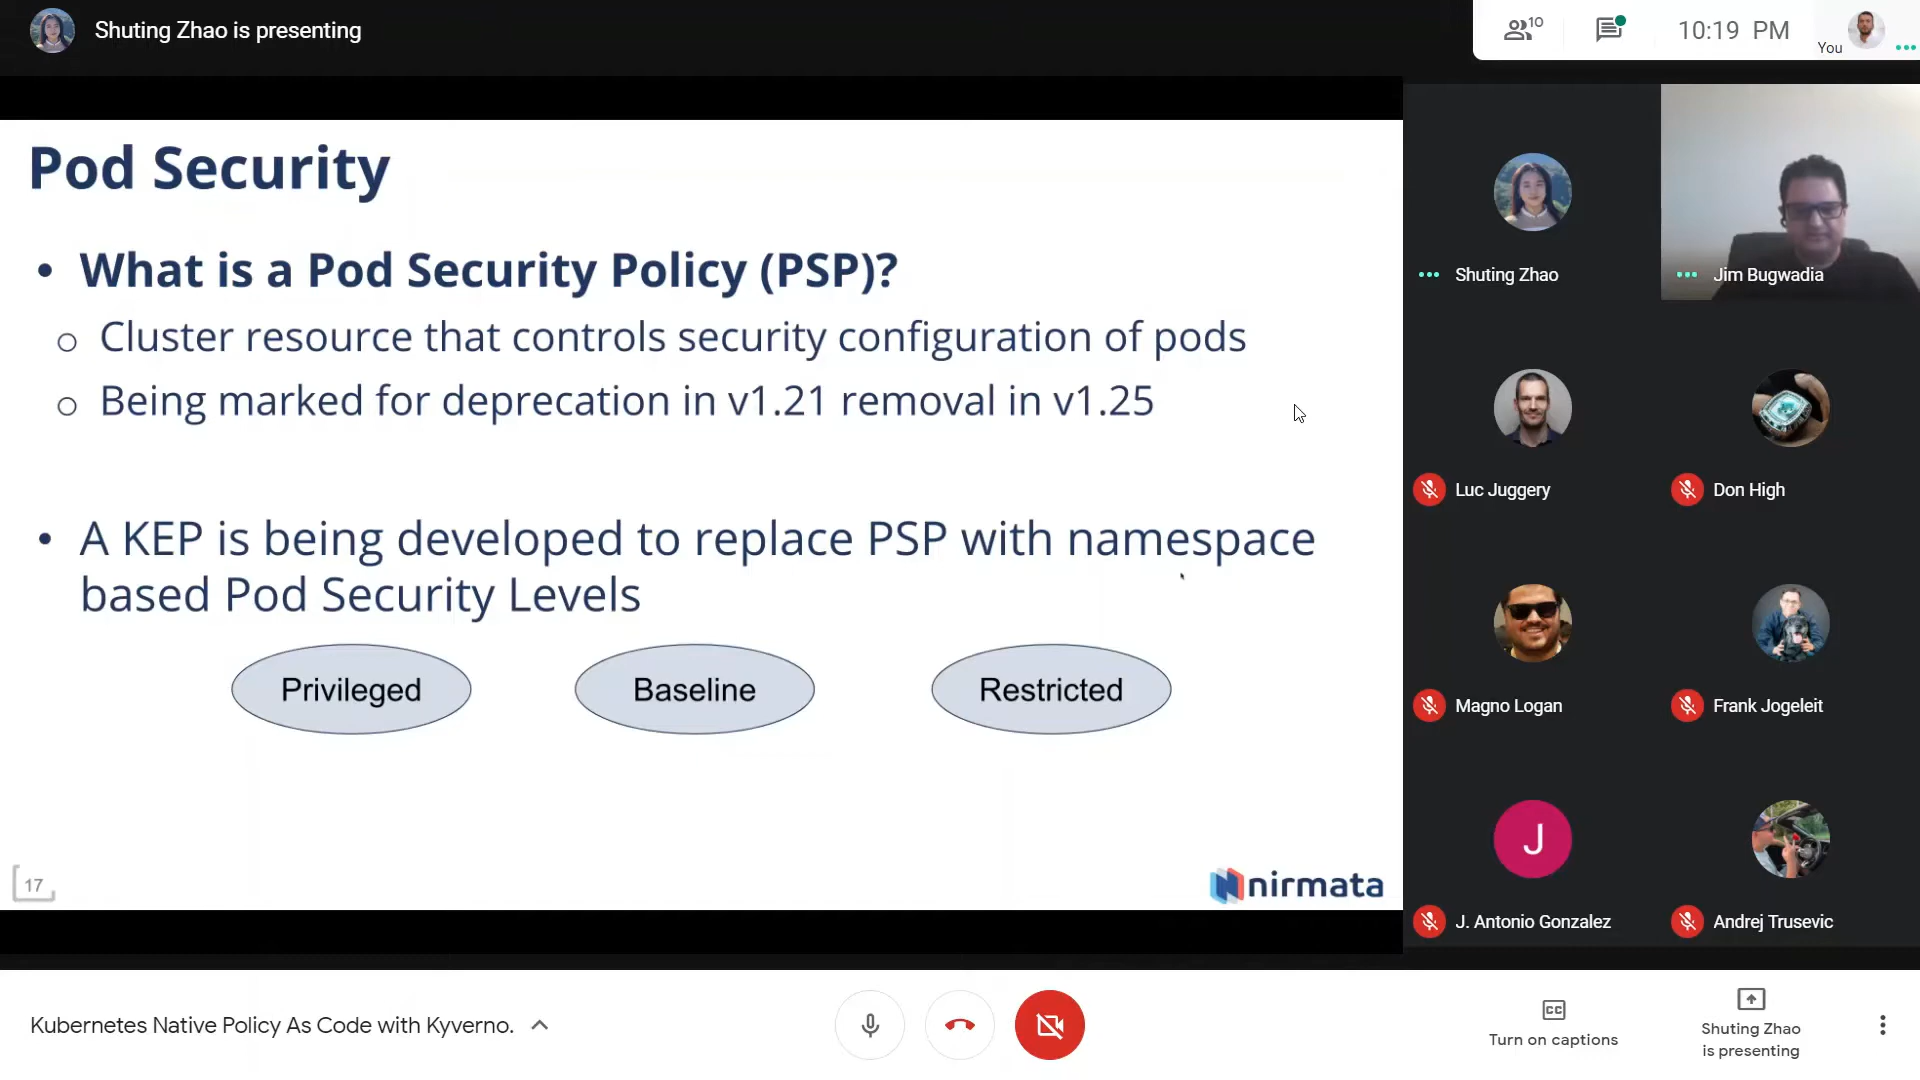 Shuting Zhao is presenting
10
10:19 PM
You
Pod Security
• What is a Pod Security Policy (PSP)?
o Cluster resource that controls security configuration of pods
o Being marked for deprecation in v1.21 removal in v1.25
• A KEP is being developed to replace PSP with namespace
based Pod Security Levels
Privileged
Baseline
Restricted
17
nirmata
Shuting Zhao
Jim Bugwadia
Luc Juggery
Don High
Magno Logan
Frank Jogeleit
J
J. Antonio Gonzalez
Andrej Trusevic
Kubernetes Native Policy As Code with Kyverno.
CC
Turn on captions
Shuting Zhao
is presenting